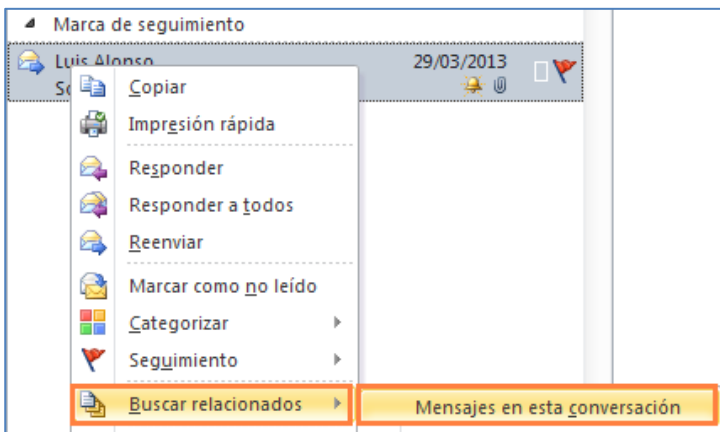 Marca de seguimiento
Luis Alonso 29/03/2013
Copiar
Impresión rápida
Responder
Responder a todos
Reenviar
Marcar como no leído
Categorizar
Seguimiento
Buscar relacionados
Mensajes en esta conversación